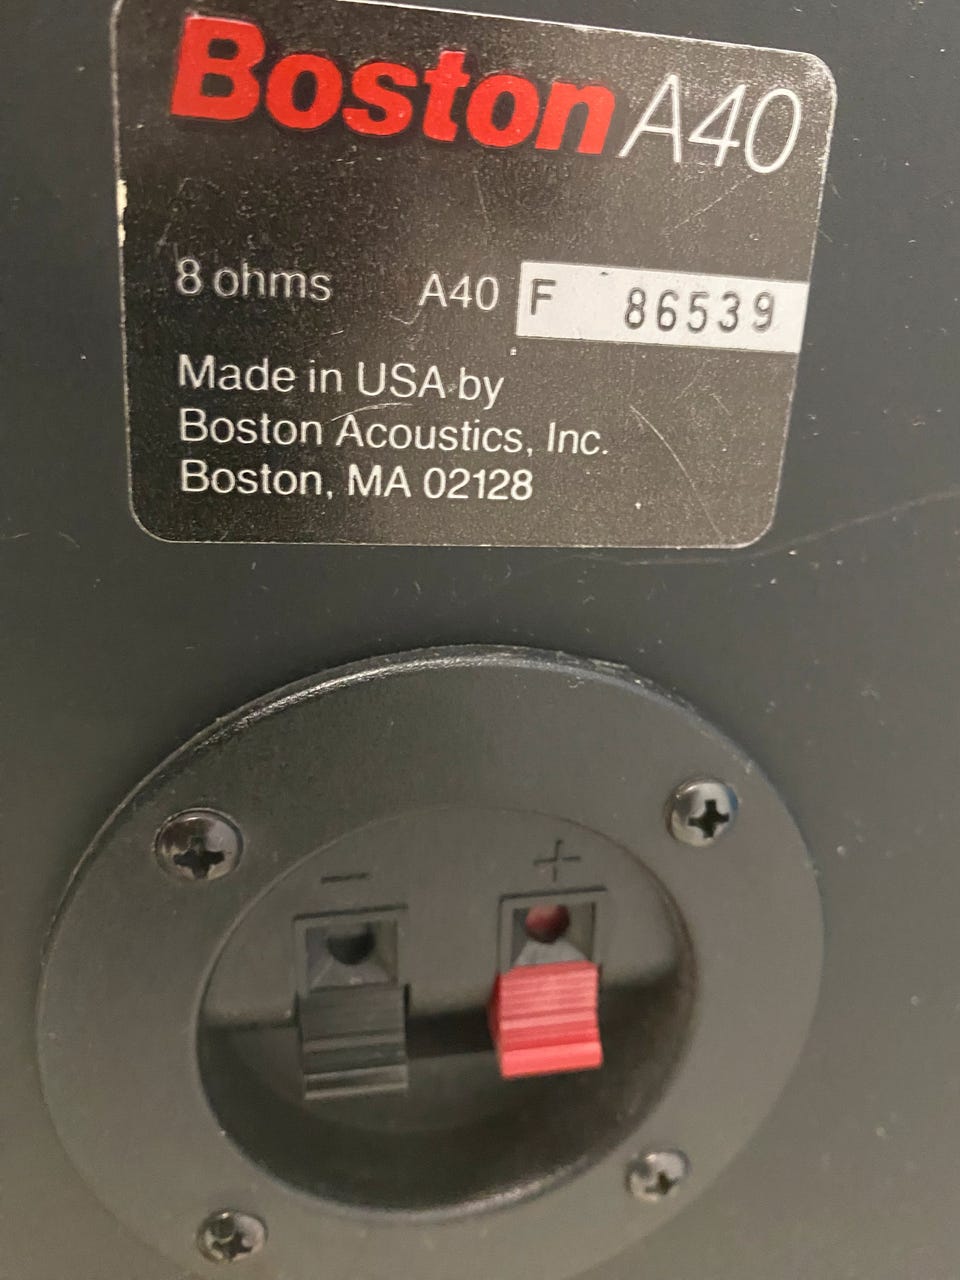 Boston A40
8 ohms A40 F 86539
Made in USA by
Boston Acoustics, Inc.
Boston, MA 02128
− +